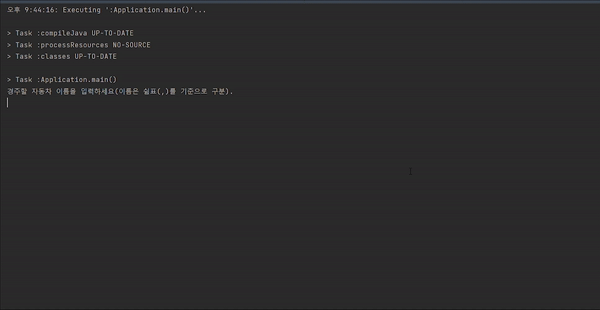 오후 9:44:16: Executing ':Application.main()'...
> Task :compileJava UP-TO-DATE
> Task :processResources NO-SOURCE
> Task :classes UP-TO-DATE
> Task :Application.main()
경주할 자동차 이름을 입력하세요(이름은 쉼표(,)를 기준으로 구분).